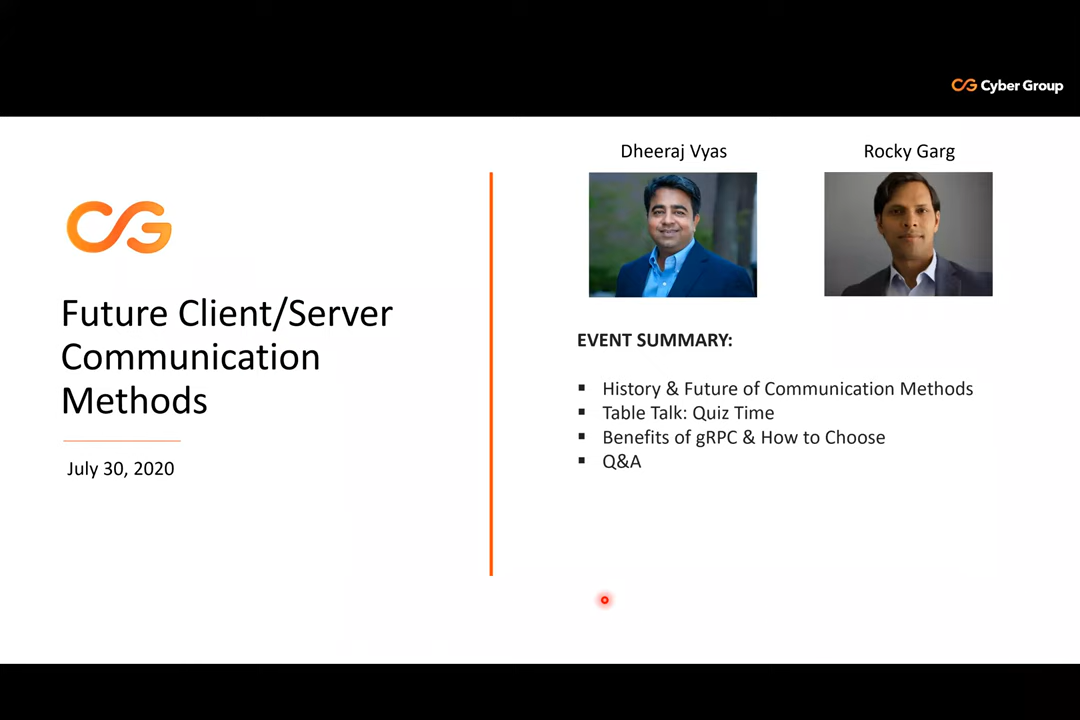 Cyber Group
Future Client/Server
Communication
Methods
July 30, 2020
Dheeraj Vyas
Rocky Garg
EVENT SUMMARY:
▪ History & Future of Communication Methods
▪ Table Talk: Quiz Time
▪ Benefits of gRPC & How to Choose
▪ Q&A